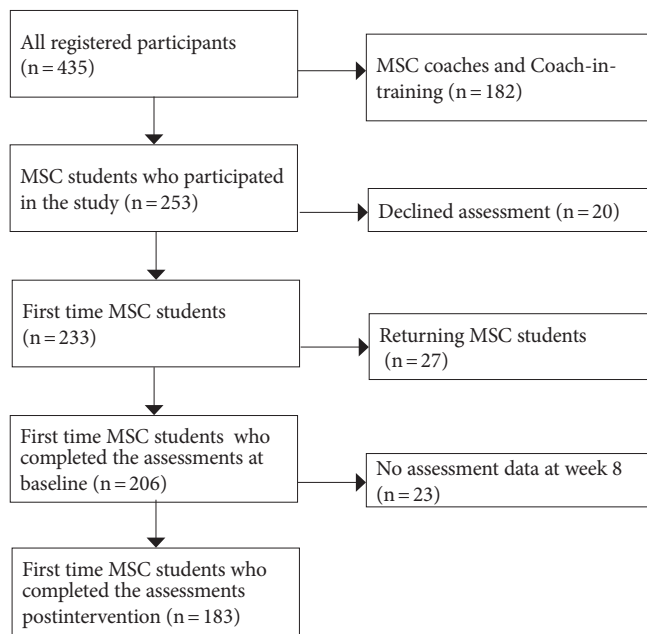 All registered participants
(n = 435)
MSC coaches and Coach-in-
training (n = 182)
MSC students who participated
in the study (n = 253)
Declined assessment (n = 20)
First time MSC students
(n = 233)
Returning MSC students
(n = 27)
First time MSC students who
completed the assessments at
baseline (n = 206)
No assessment data at week 8
(n = 23)
First time MSC students who
completed the assessments
postintervention (n = 183)